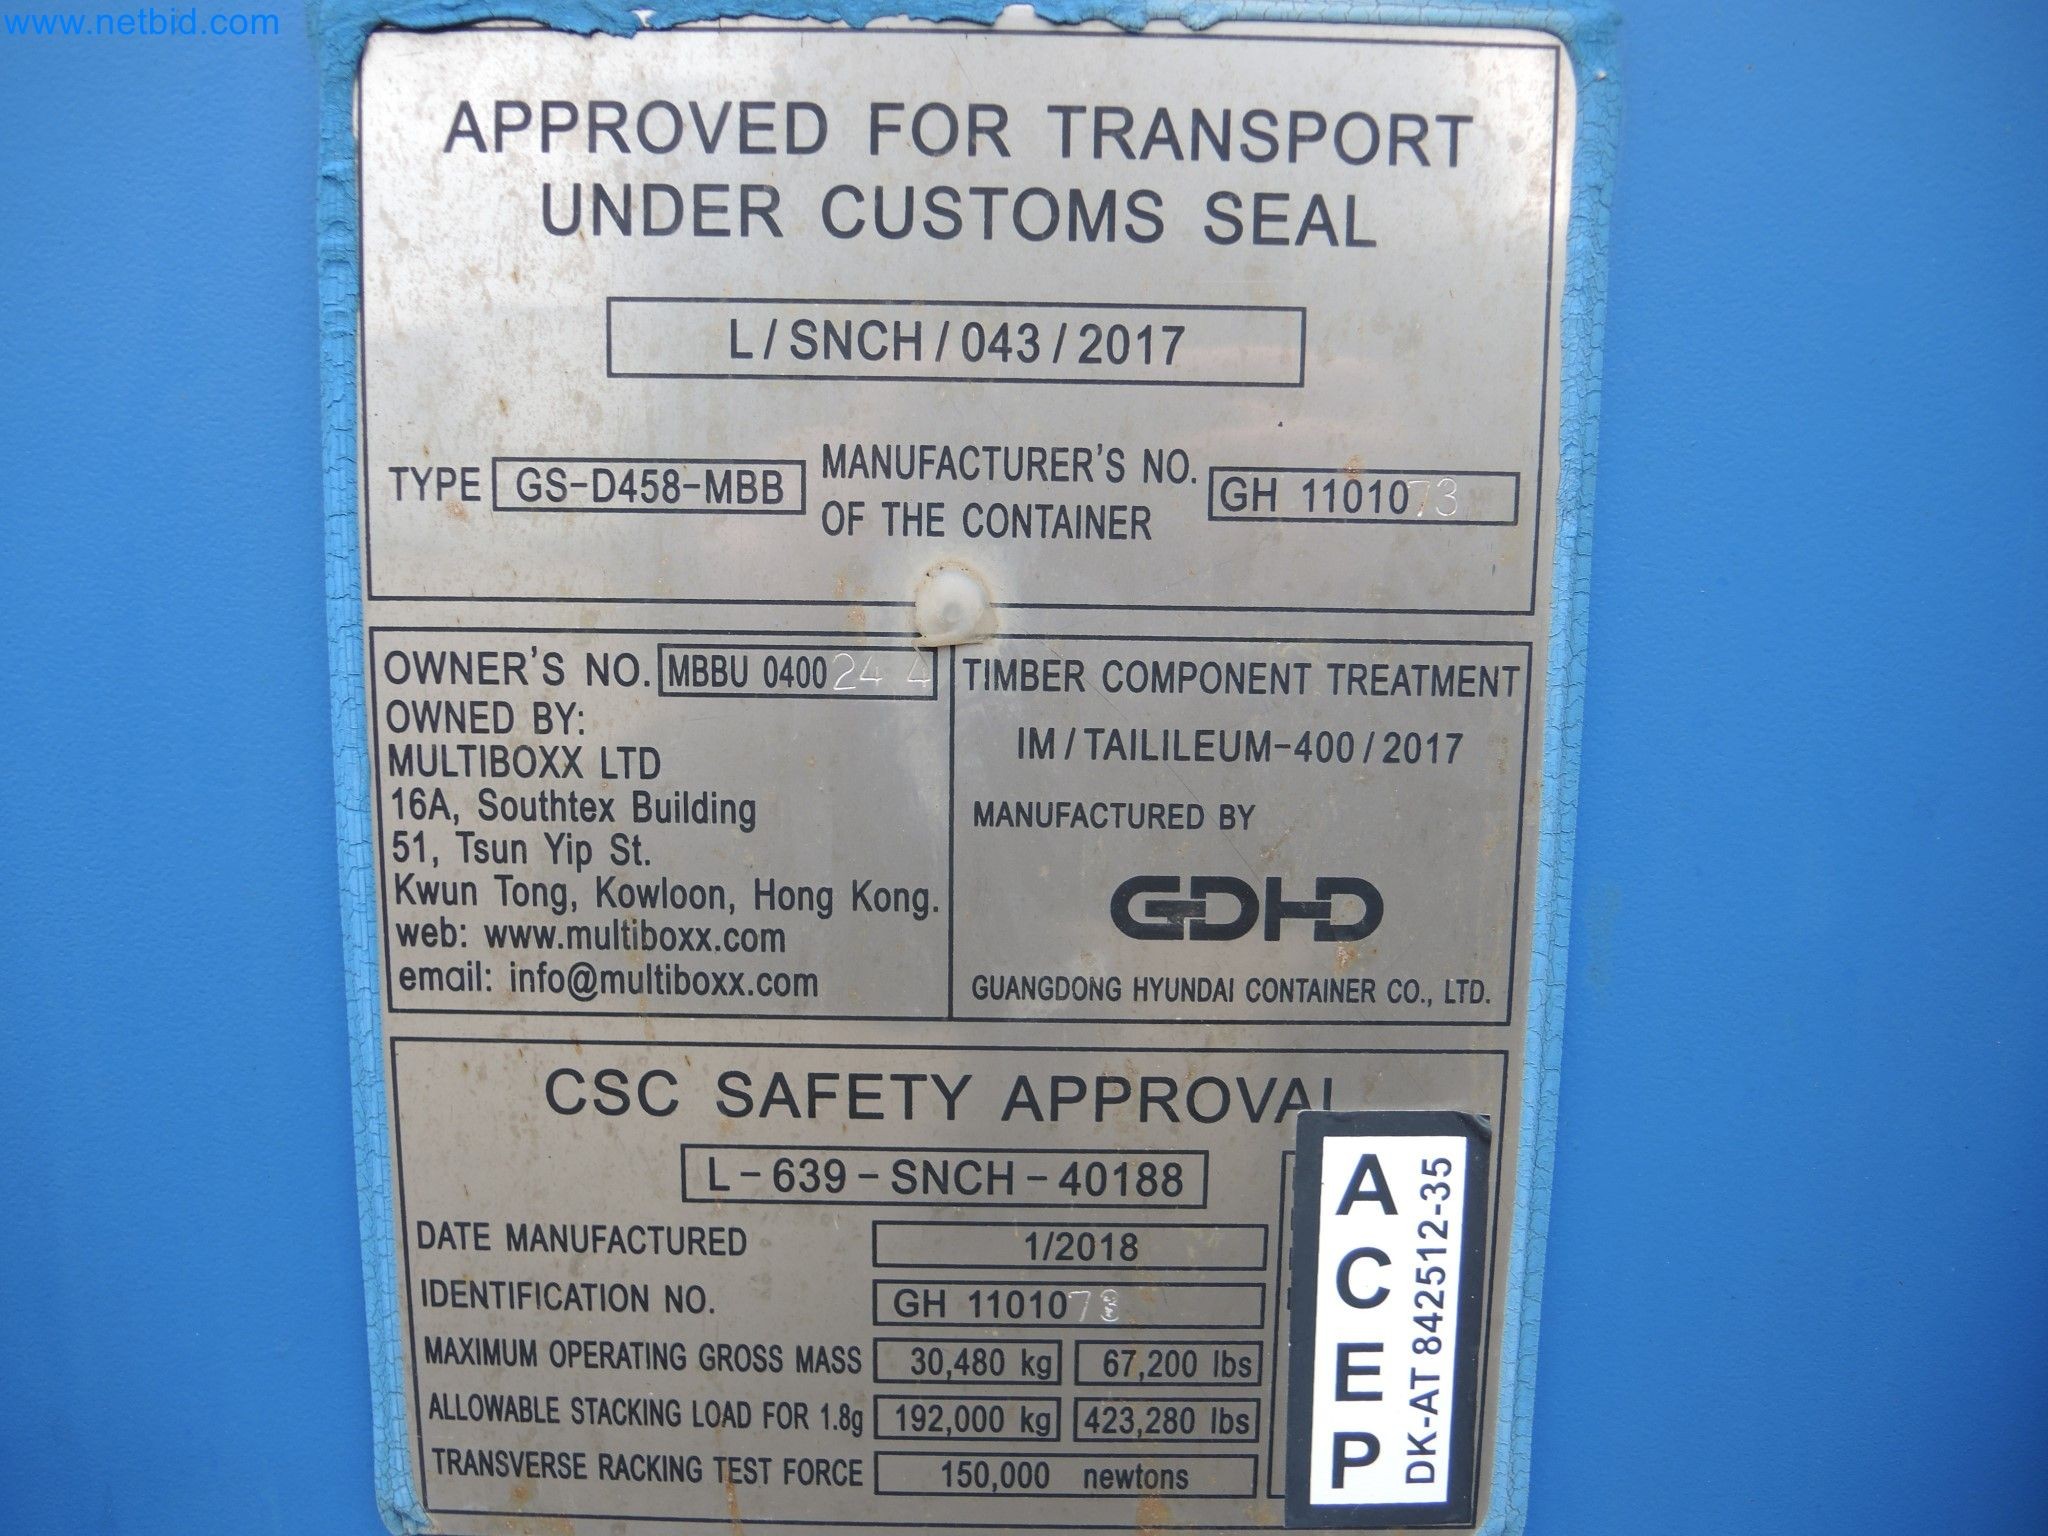 www.netbid.com
APPROVED FOR TRANSPORT
UNDER CUSTOMS SEAL
L / SNCH / 043 / 2017
TYPE GS-D458-MBB MANUFACTURER'S NO. OF THE CONTAINER GH 1101073
OWNER'S NO. MBBU 040024 4
OWNED BY:
MULTIBOXX LTD
16A, Southtex Building
51, Tsun Yip St.
Kwun Tong, Kowloon, Hong Kong.
web: www.multiboxx.com
email: info@multiboxx.com
TIMBER COMPONENT TREATMENT
IM / TAILILEUM-400 / 2017
MANUFACTURED BY
GDHD
GUANGDONG HYUNDAI CONTAINER CO., LTD.
CSC SAFETY APPROVAL
L - 639 - SNCH - 40188
DATE MANUFACTURED 1/2018
IDENTIFICATION NO. GH 1101073
MAXIMUM OPERATING GROSS MASS 30,480 kg 67,200 lbs
ALLOWABLE STACKING LOAD FOR 1.8g 192,000 kg 423,280 lbs
TRANSVERSE RACKING TEST FORCE 150,000 newtons
ACEP
DK-AT 842512-35